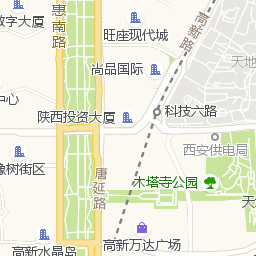 数字大厦
惠南路
旺座现代城
高新路
尚品国际
天地
中心
陕西投资大厦
科技六路
西安供电局
橡树街区
唐延路
木塔寺公园
天
高新水晶岛
高新万达广场